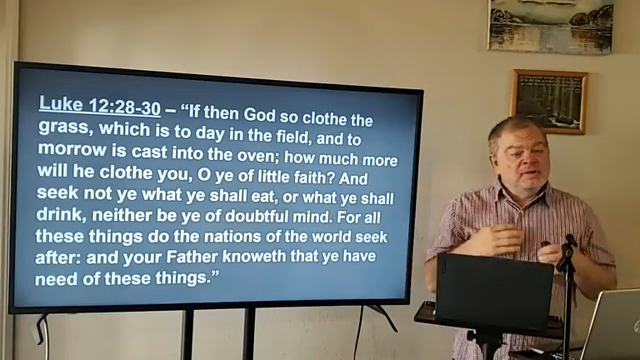 Luke 12:28-30 – “If then God so clothe the
grass, which is to day in the field, and to
morrow is cast into the oven; how much more
will he clothe you, O ye of little faith? And
seek not ye what ye shall eat, or what ye shall
drink, neither be ye of doubtful mind. For all
these things do the nations of the world seek
after: and your Father knoweth that ye have
need of these things.”